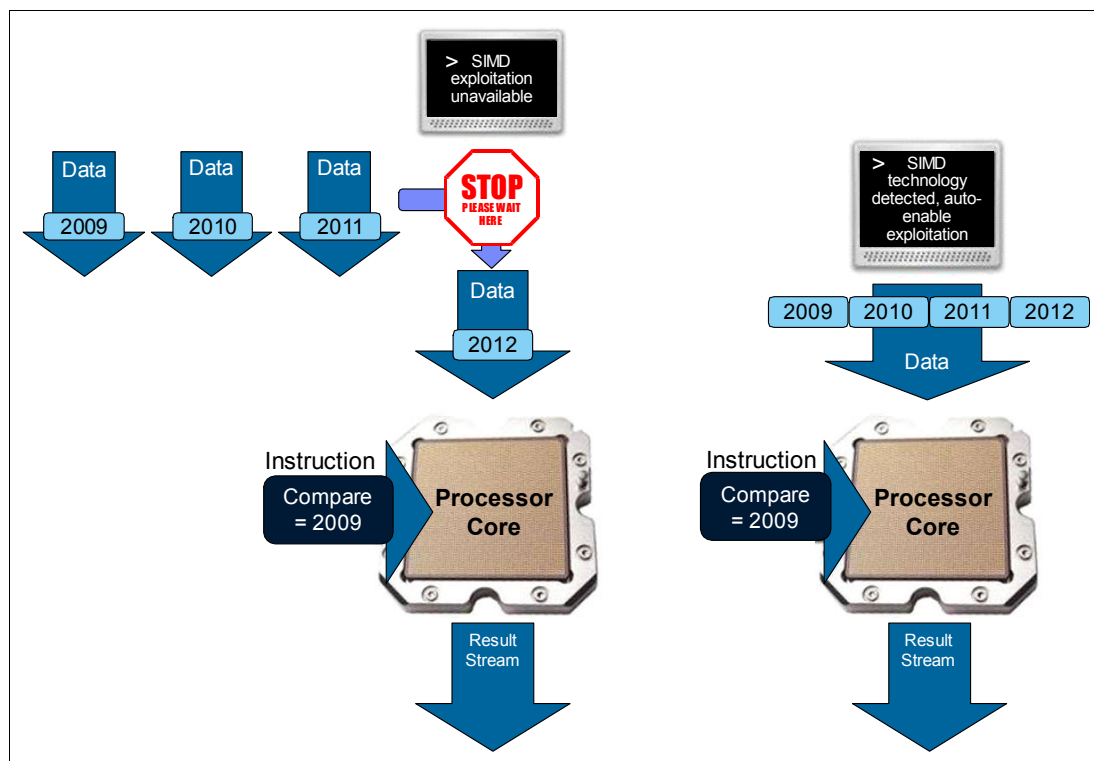 > SIMD
exploitation
unavailable
Data
2009
Data
2010
Data
2011
STOP
PLEASE WAIT
HERE
Data
2012
Instruction
Compare
= 2009
Processor
Core
Result
Stream
> SIMD
technology
detected, auto-
enable
exploitation
2009
2010
2011
2012
Data
Instruction
Compare
= 2009
Processor
Core
Result
Stream